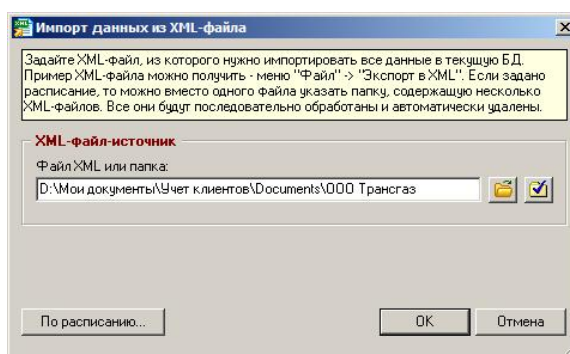 Импорт данных из XML-файла
Задайте XML-файл, из которого нужно импортировать все данные в текущую БД.
Пример XML-файла можно получить - меню "Файл" -> "Экспорт в XML". Если задано
расписание, то можно вместо одного файла указать папку, содержащую несколько
XML-файлов. Все они будут последовательно обработаны и автоматически удалены.
XML-файл-источник
Файл XML или папка:
D:\Мои документы\Учет клиентов\Documents\ООО Трансгаз
По расписанию... OK Отмена